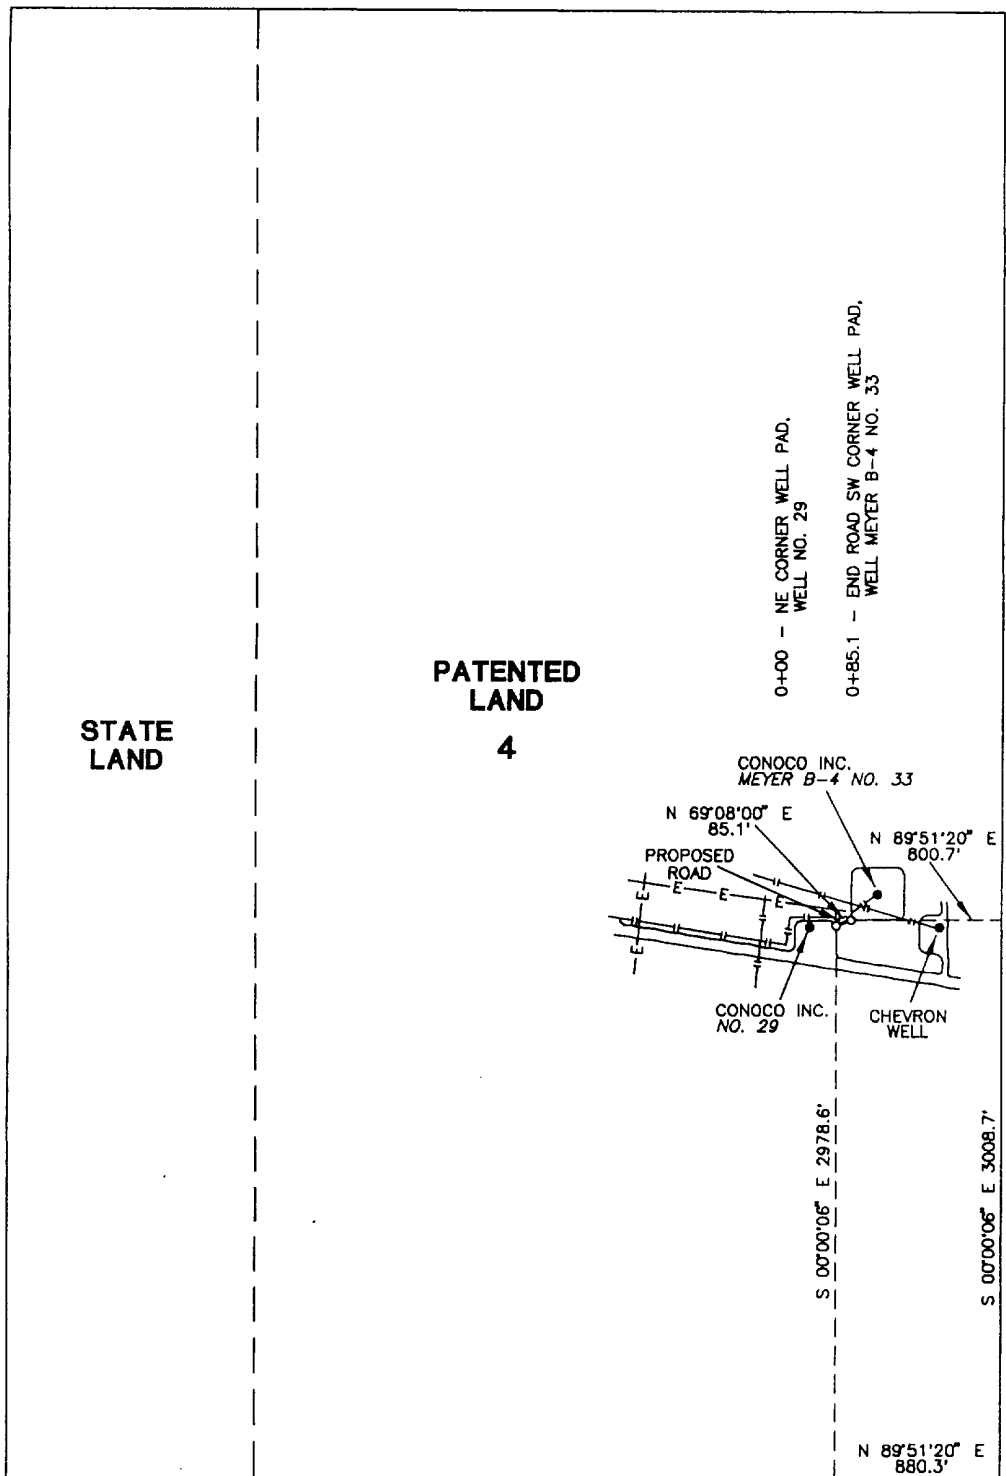 0+00 - NE CORNER WELL PAD,
WELL NO. 29
0+85.1 - END ROAD SW CORNER WELL PAD,
WELL MEYER B-4 NO. 33
PATENTED
LAND
4
STATE
LAND
CONOCO INC.
MEYER B-4 NO. 33
N 69°08'00" E
85.1'
N 89°51'20" E
800.7'
PROPOSED
ROAD
E
E
E
E
E
CONOCO INC.
NO. 29
CHEVRON
WELL
S 00°00'06" E 2978.6'
S 00°00'06" E 3008.7'
N 89°51'20" E
880.3'